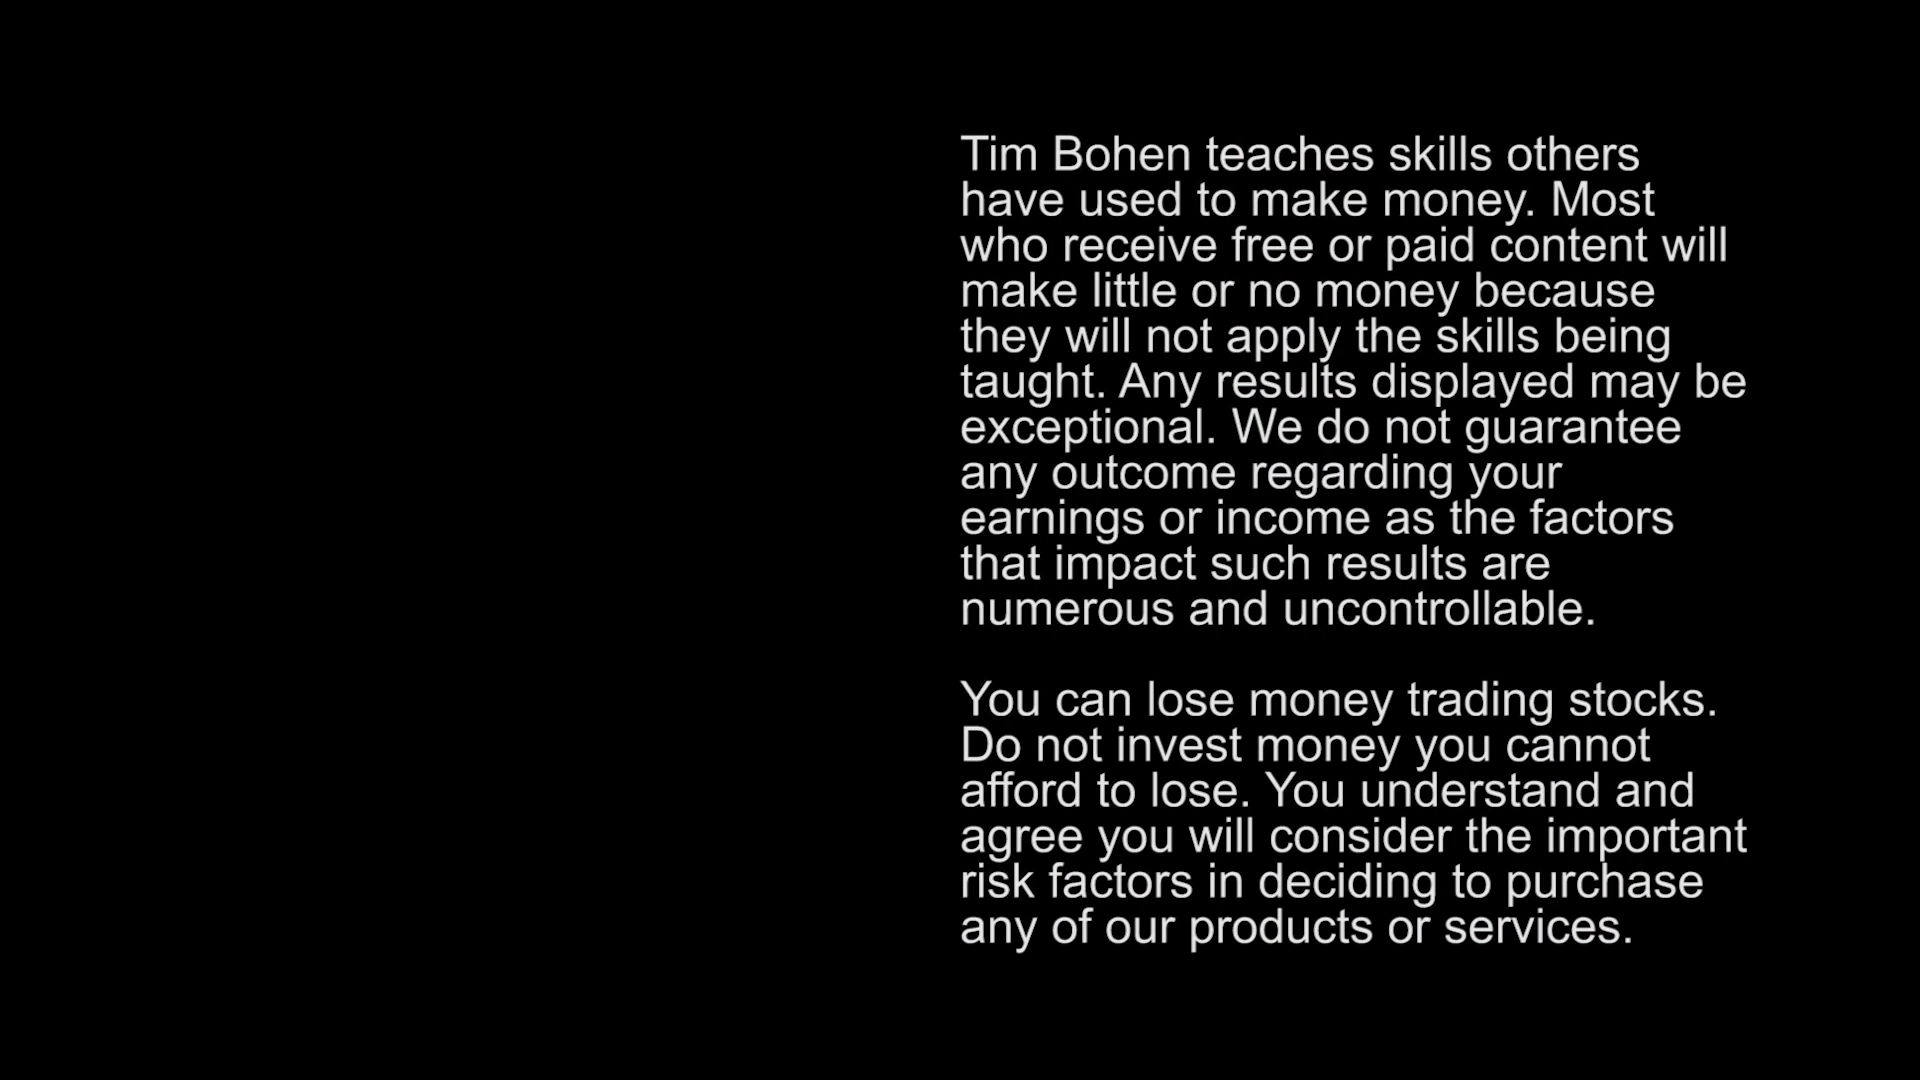 Tim Bohen teaches skills others
have used to make money. Most
who receive free or paid content will
make little or no money because
they will not apply the skills being
taught. Any results displayed may be
exceptional. We do not guarantee
any outcome regarding your
earnings or income as the factors
that impact such results are
numerous and uncontrollable.
You can lose money trading stocks.
Do not invest money you cannot
afford to lose. You understand and
agree you will consider the important
risk factors in deciding to purchase
any of our products or services.